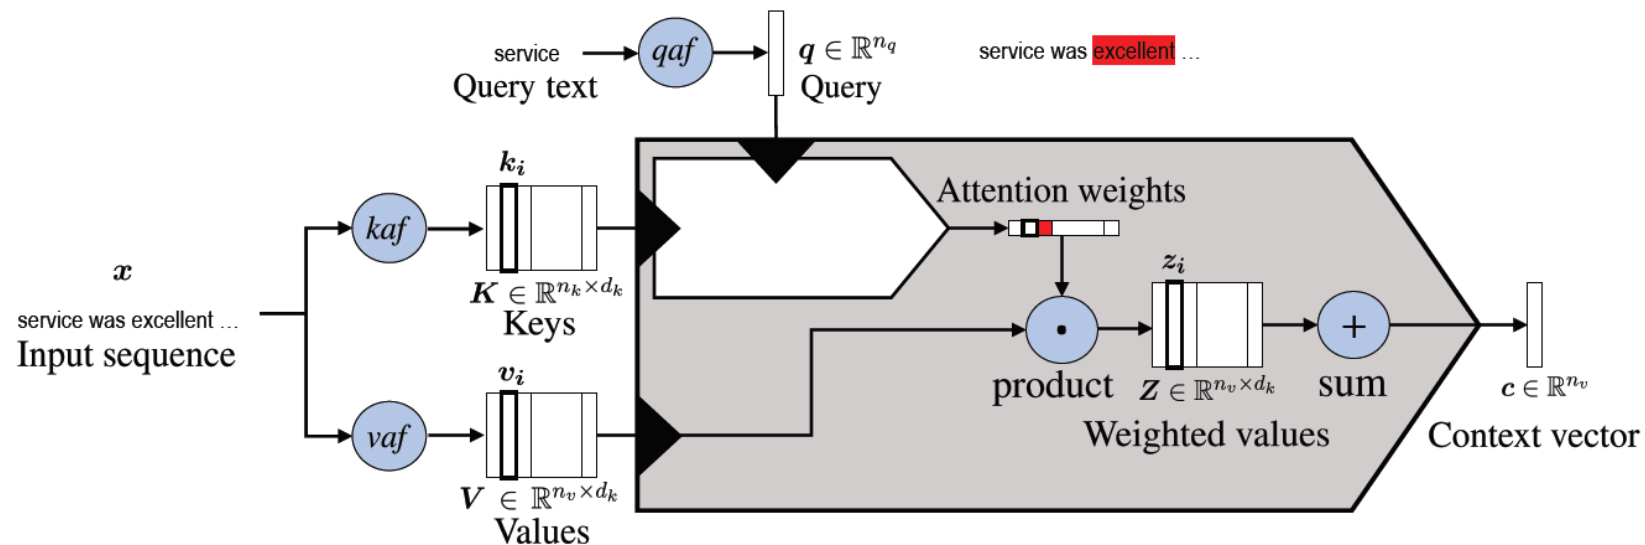 service
Query text
qaf
q ∈ ℝ^{n_q}
Query
service was excellent ...
x
service was excellent ...
Input sequence
kaf
k_i
K ∈ ℝ^{n_k×d_k}
Keys
vaf
v_i
V ∈ ℝ^{n_v×d_k}
Values
Attention weights
·
product
z_i
Z ∈ ℝ^{n_v×d_k}
Weighted values
+
sum
c ∈ ℝ^{n_v}
Context vector